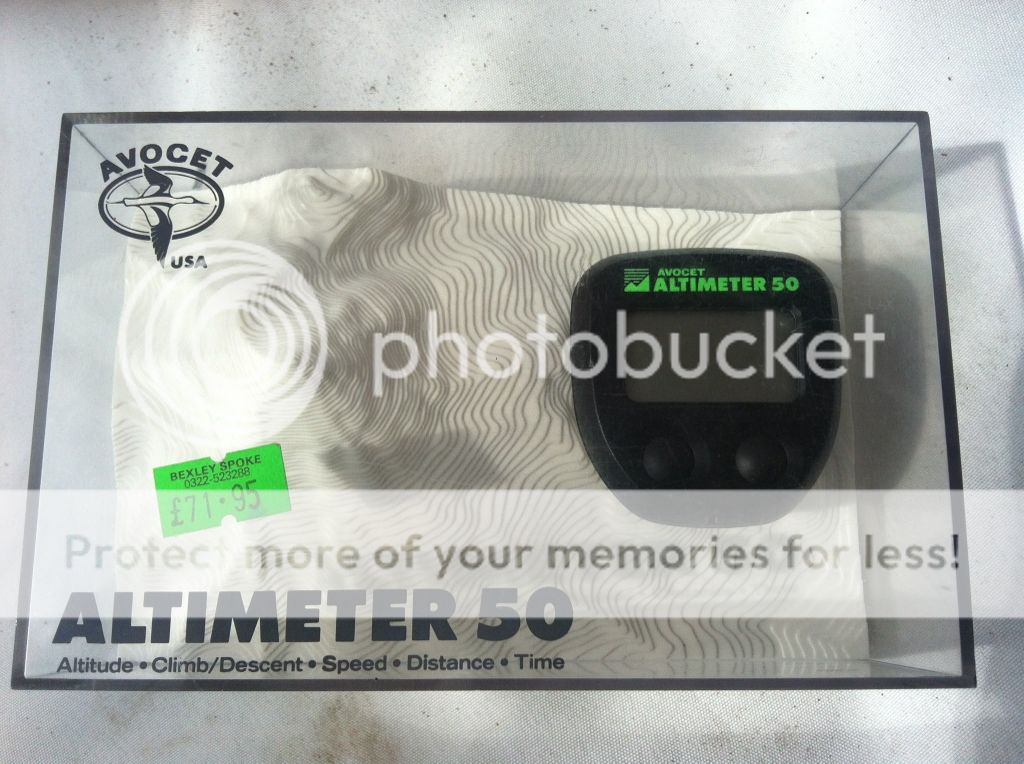 AVOCET
USA
AVOCET
ALTIMETER 50
photobucket
BEXLEY SPOKE
0322-523288
£71·95
Protect more of your memories for less!
ALTIMETER 50
Altitude • Climb/Descent • Speed • Distance • Time